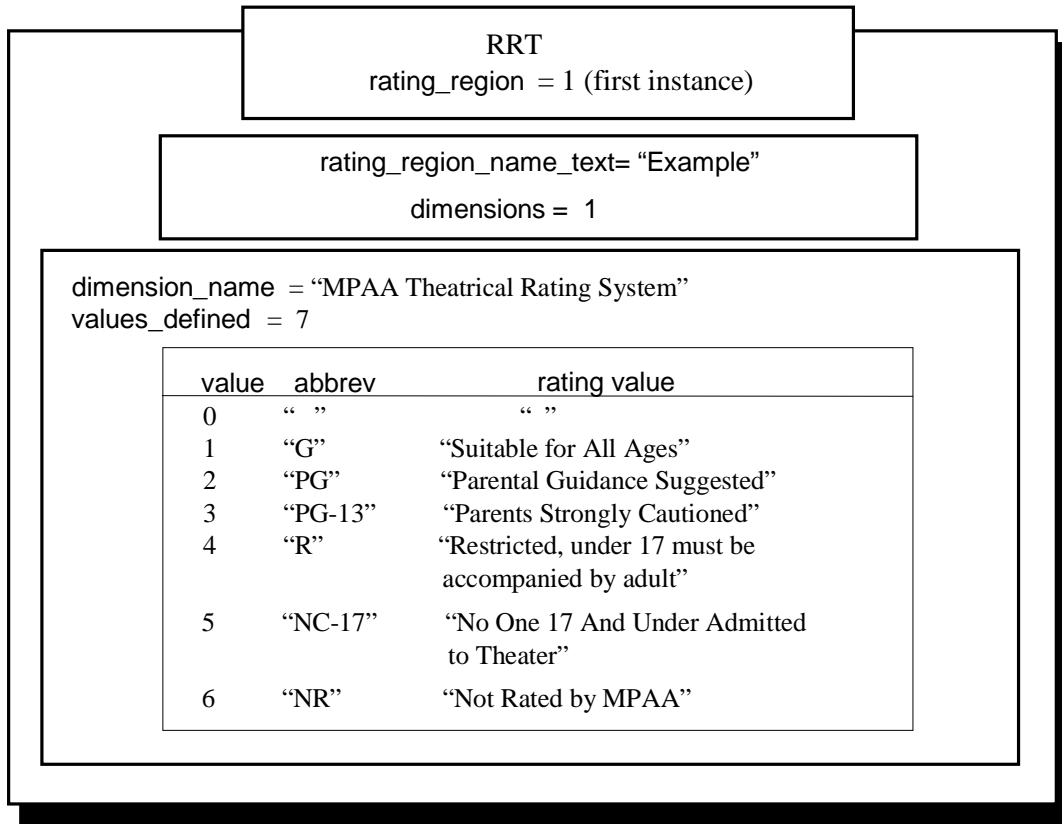 RRT
rating_region = 1 (first instance)
rating_region_name_text= “Example”
dimensions = 1
dimension_name = “MPAA Theatrical Rating System”
values_defined = 7
value abbrev rating value
0 “ ” “ ”
1 “G” “Suitable for All Ages”
2 “PG” “Parental Guidance Suggested”
3 “PG-13” “Parents Strongly Cautioned”
4 “R” “Restricted, under 17 must be
accompanied by adult”
5 “NC-17” “No One 17 And Under Admitted
to Theater”
6 “NR” “Not Rated by MPAA”